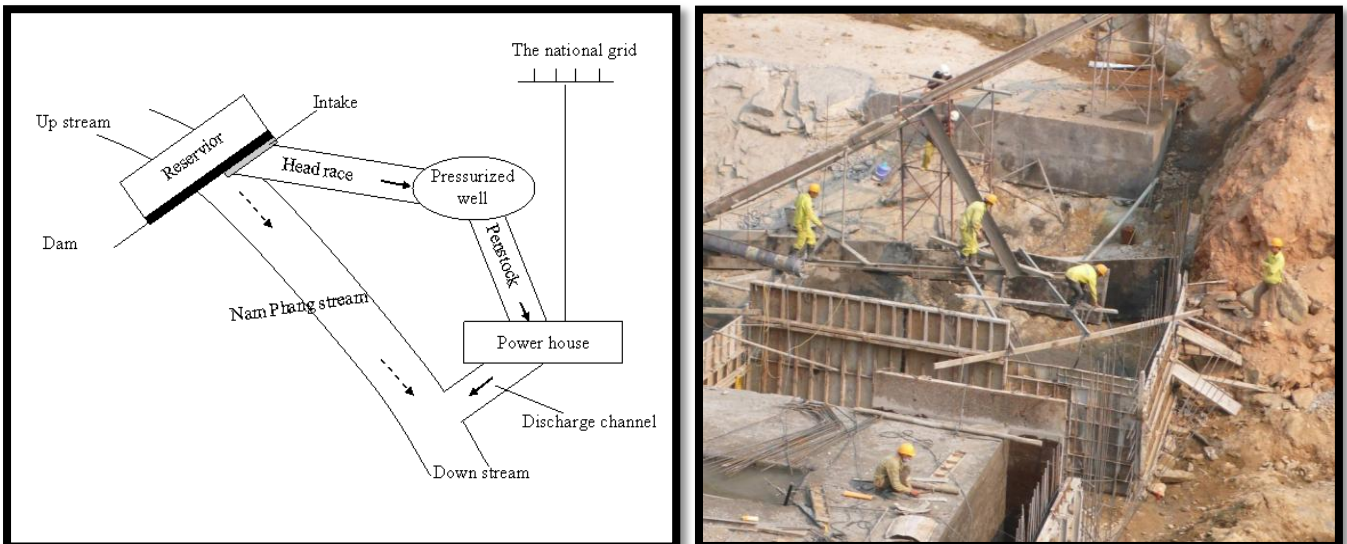 The national grid
Intake
Up stream
Reservior
Head race
Pressurized
well
Dam
Penstock
Nam Phang stream
Power house
Discharge channel
Down stream